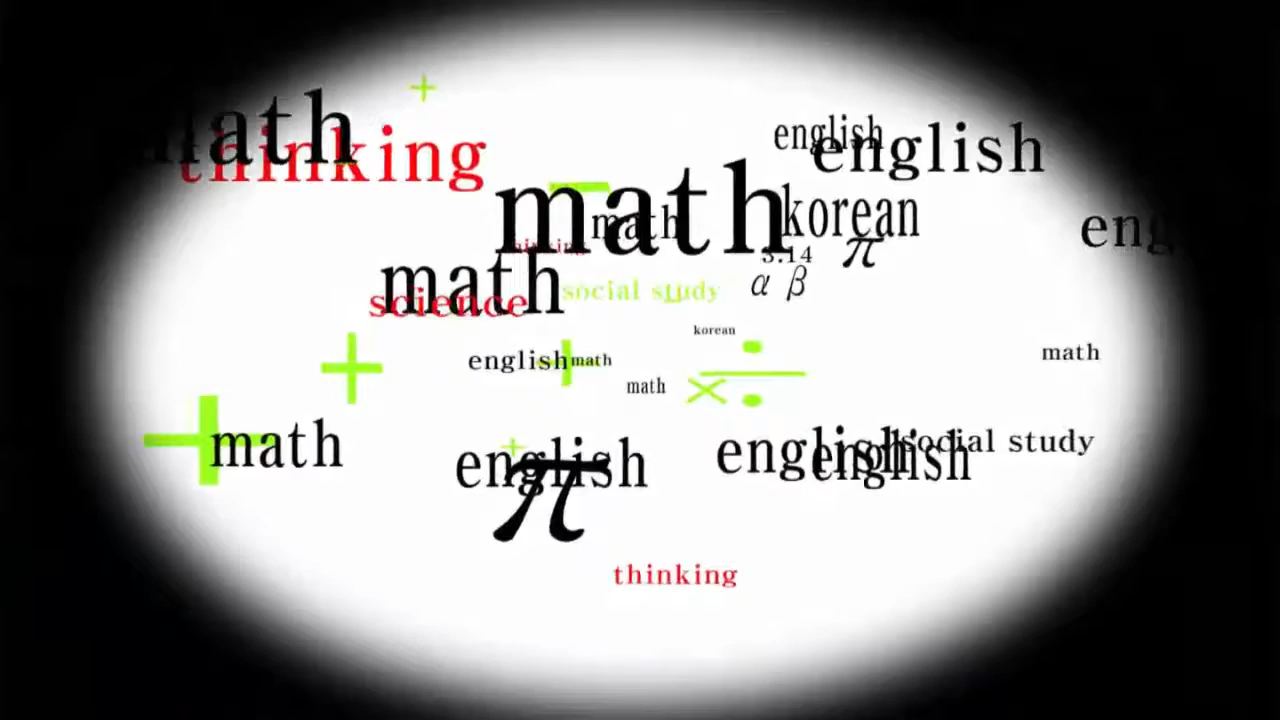 math
thinking
+
english
english
math
math
korean
eng
thinking
3.14
π
math
science
social study
α β
korean
+
english
+
math
math
÷
×
math
+
math
+
english
π
english
english
social study
thinking